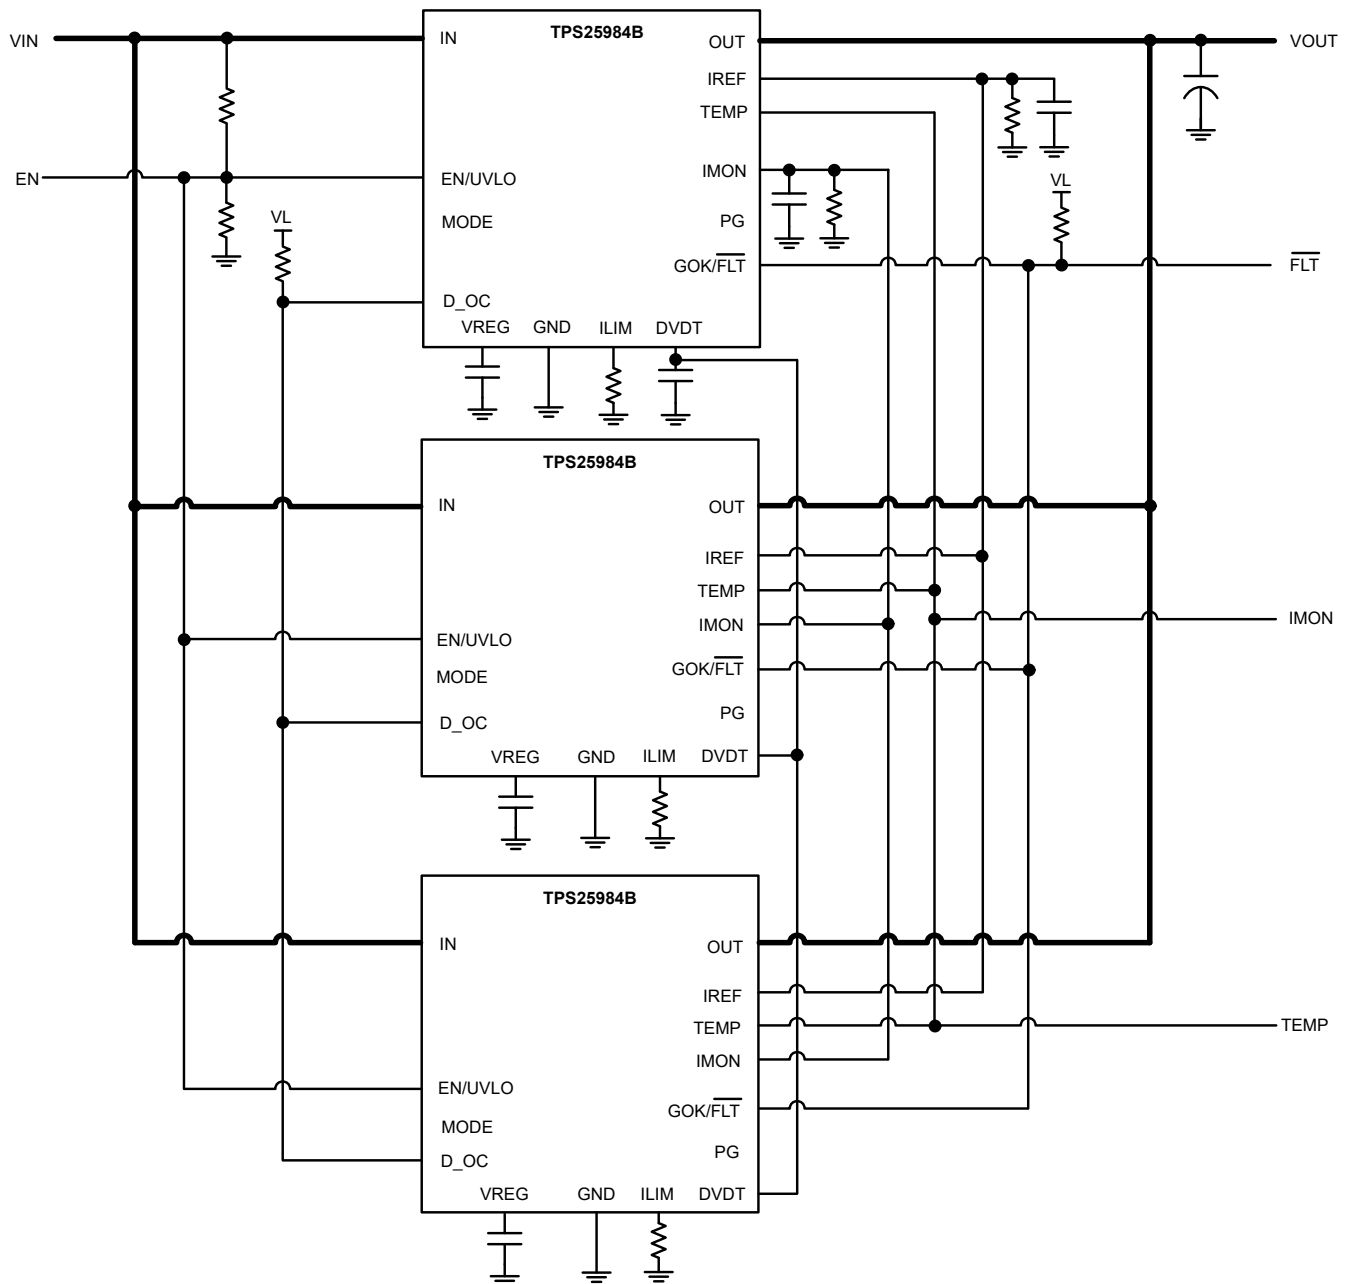 VIN
TPS25984B
IN
OUT
VOUT
IREF
TEMP
EN
EN/UVLO
IMON
VL
MODE
PG
VL
GOK/FLT
FLT
D_OC
VREG GND ILIM DVDT
TPS25984B
IN
OUT
IREF
TEMP
IMON
IMON
EN/UVLO
MODE
GOK/FLT
D_OC
PG
VREG GND ILIM DVDT
TPS25984B
IN
OUT
IREF
TEMP
TEMP
IMON
EN/UVLO
GOK/FLT
MODE
PG
D_OC
VREG GND ILIM DVDT